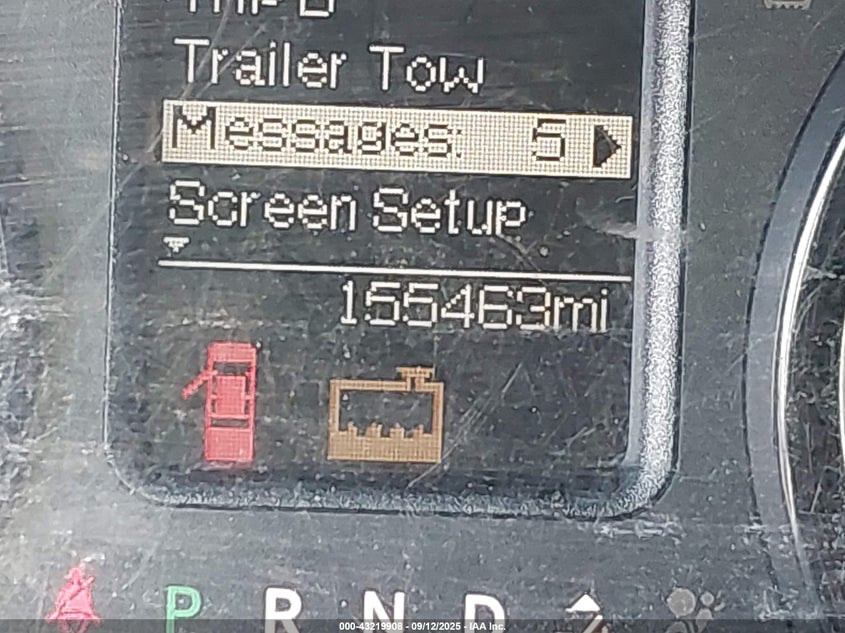 Trailer Tow
Messages: 5
Screen Setup
155463mi
P R N D
000-43219908 - 09/12/2025 - IAA Inc.